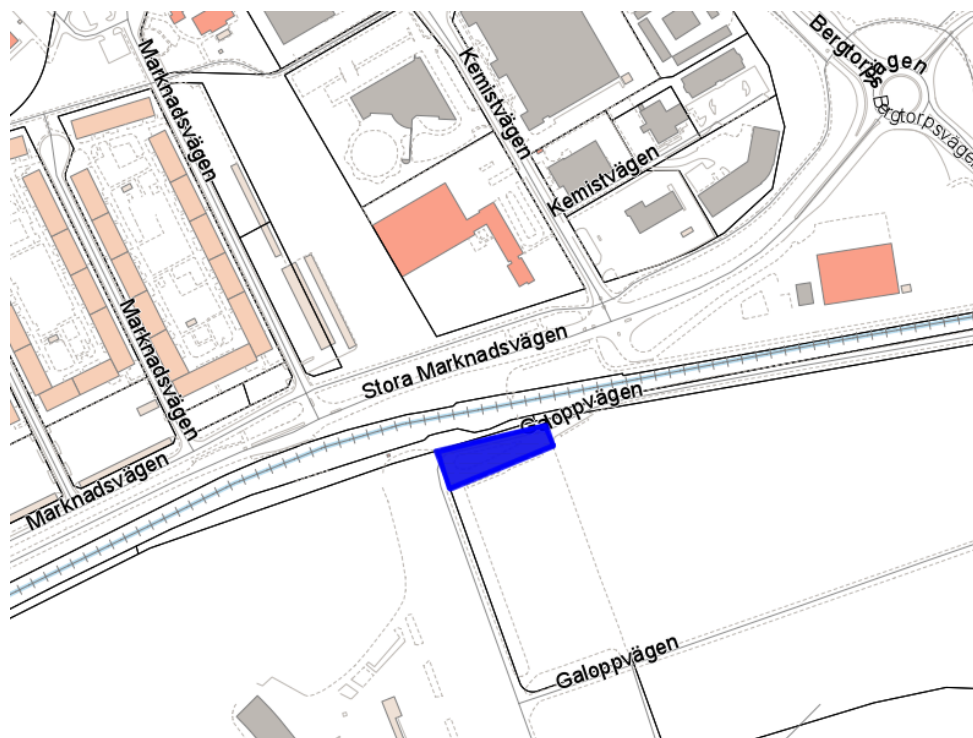 Bergtorpsvägen
Bergtorpsvägen
Marknadsvägen
Kemistvägen
Kemistvägen
Marknadsvägen
Stora Marknadsvägen
Galoppvägen
Marknadsvägen
Galoppvägen